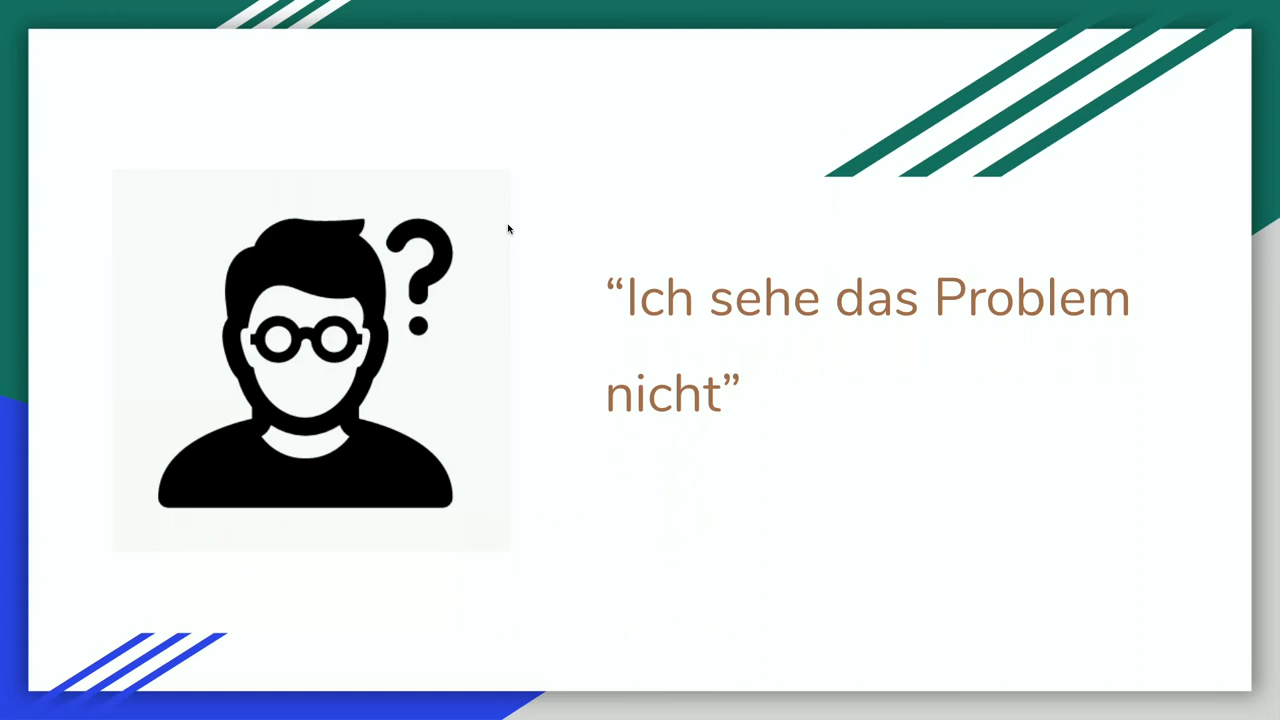 “Ich sehe das Problem
nicht”